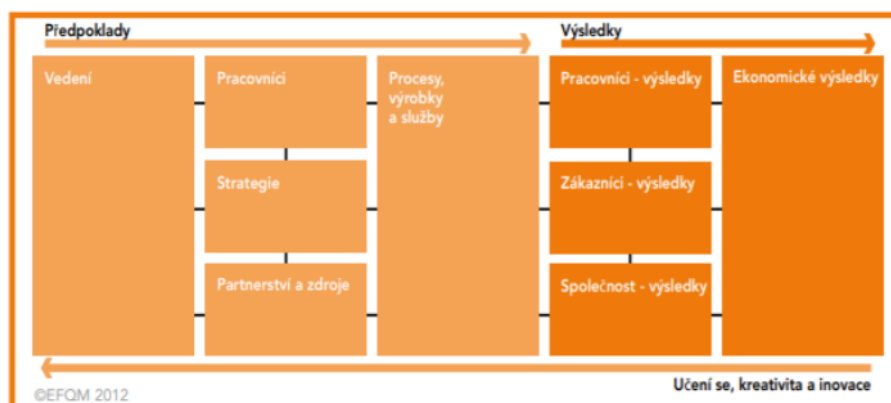 Předpoklady
Výsledky
Vedení
Pracovníci
Procesy,
výrobky
a služby
Pracovníci - výsledky
Ekonomické výsledky
Strategie
Zákazníci - výsledky
Partnerství a zdroje
Společnost - výsledky
Učení se, kreativita a inovace
©EFQM 2012